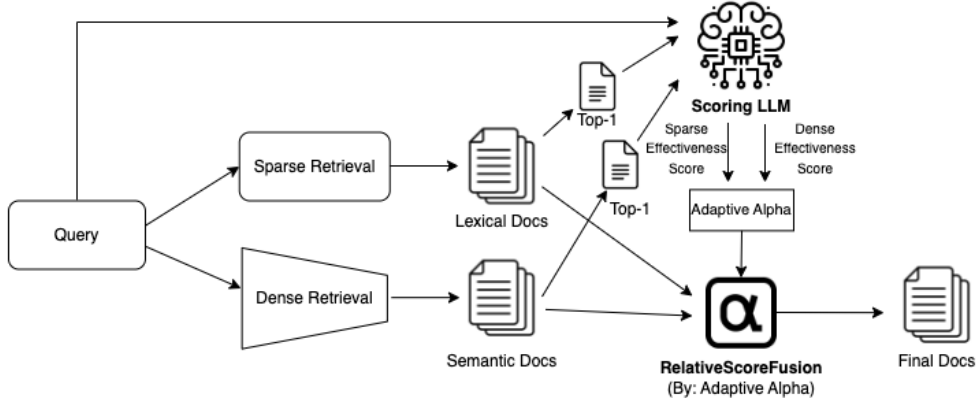 Top-1
Scoring LLM
Sparse
Effectiveness
Score
Dense
Effectiveness
Score
Sparse Retrieval
Lexical Docs
Top-1
Adaptive Alpha
Query
Dense Retrieval
Semantic Docs
α
RelativeScoreFusion
(By: Adaptive Alpha)
Final Docs